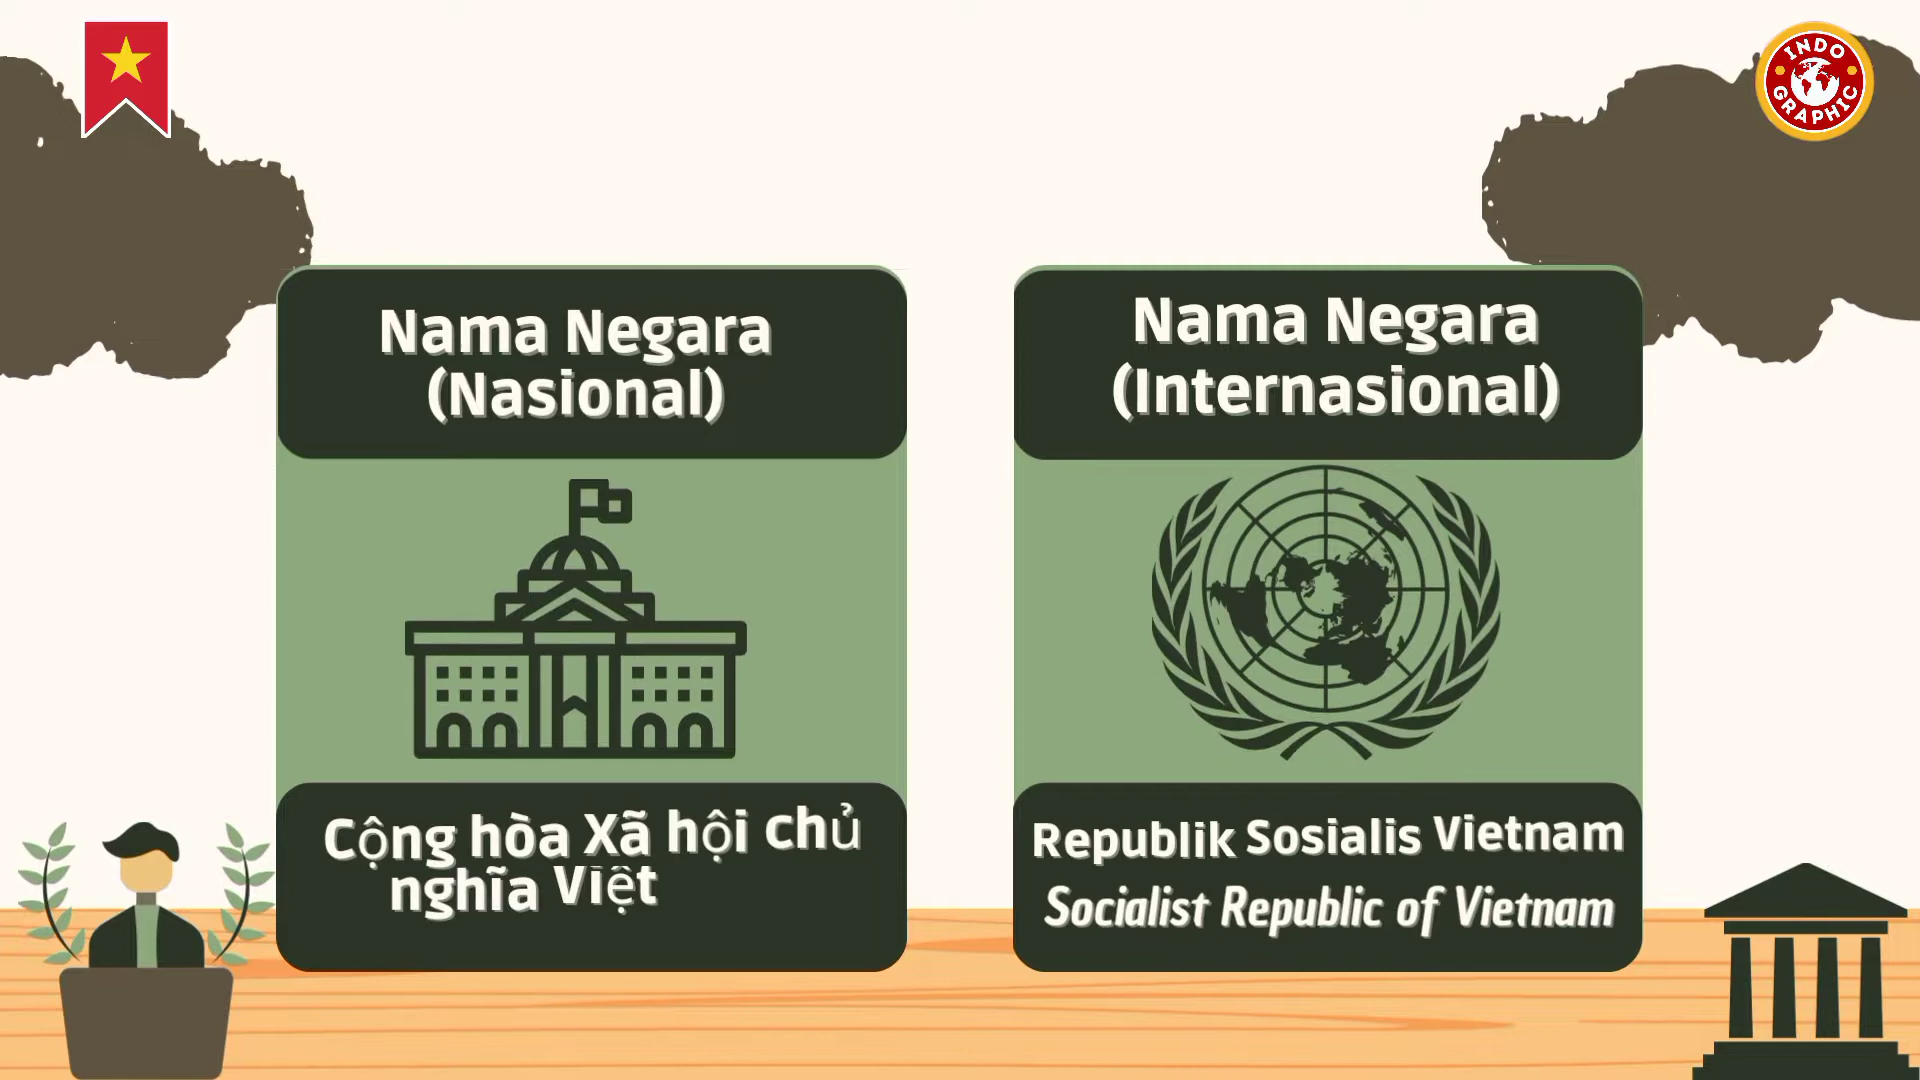 INDO
GRAPHIC
Nama Negara
(Nasional)
Cộng hòa Xã hội chủ
nghĩa Việt
Nama Negara
(Internasional)
Republik Sosialis Vietnam
Socialist Republic of Vietnam